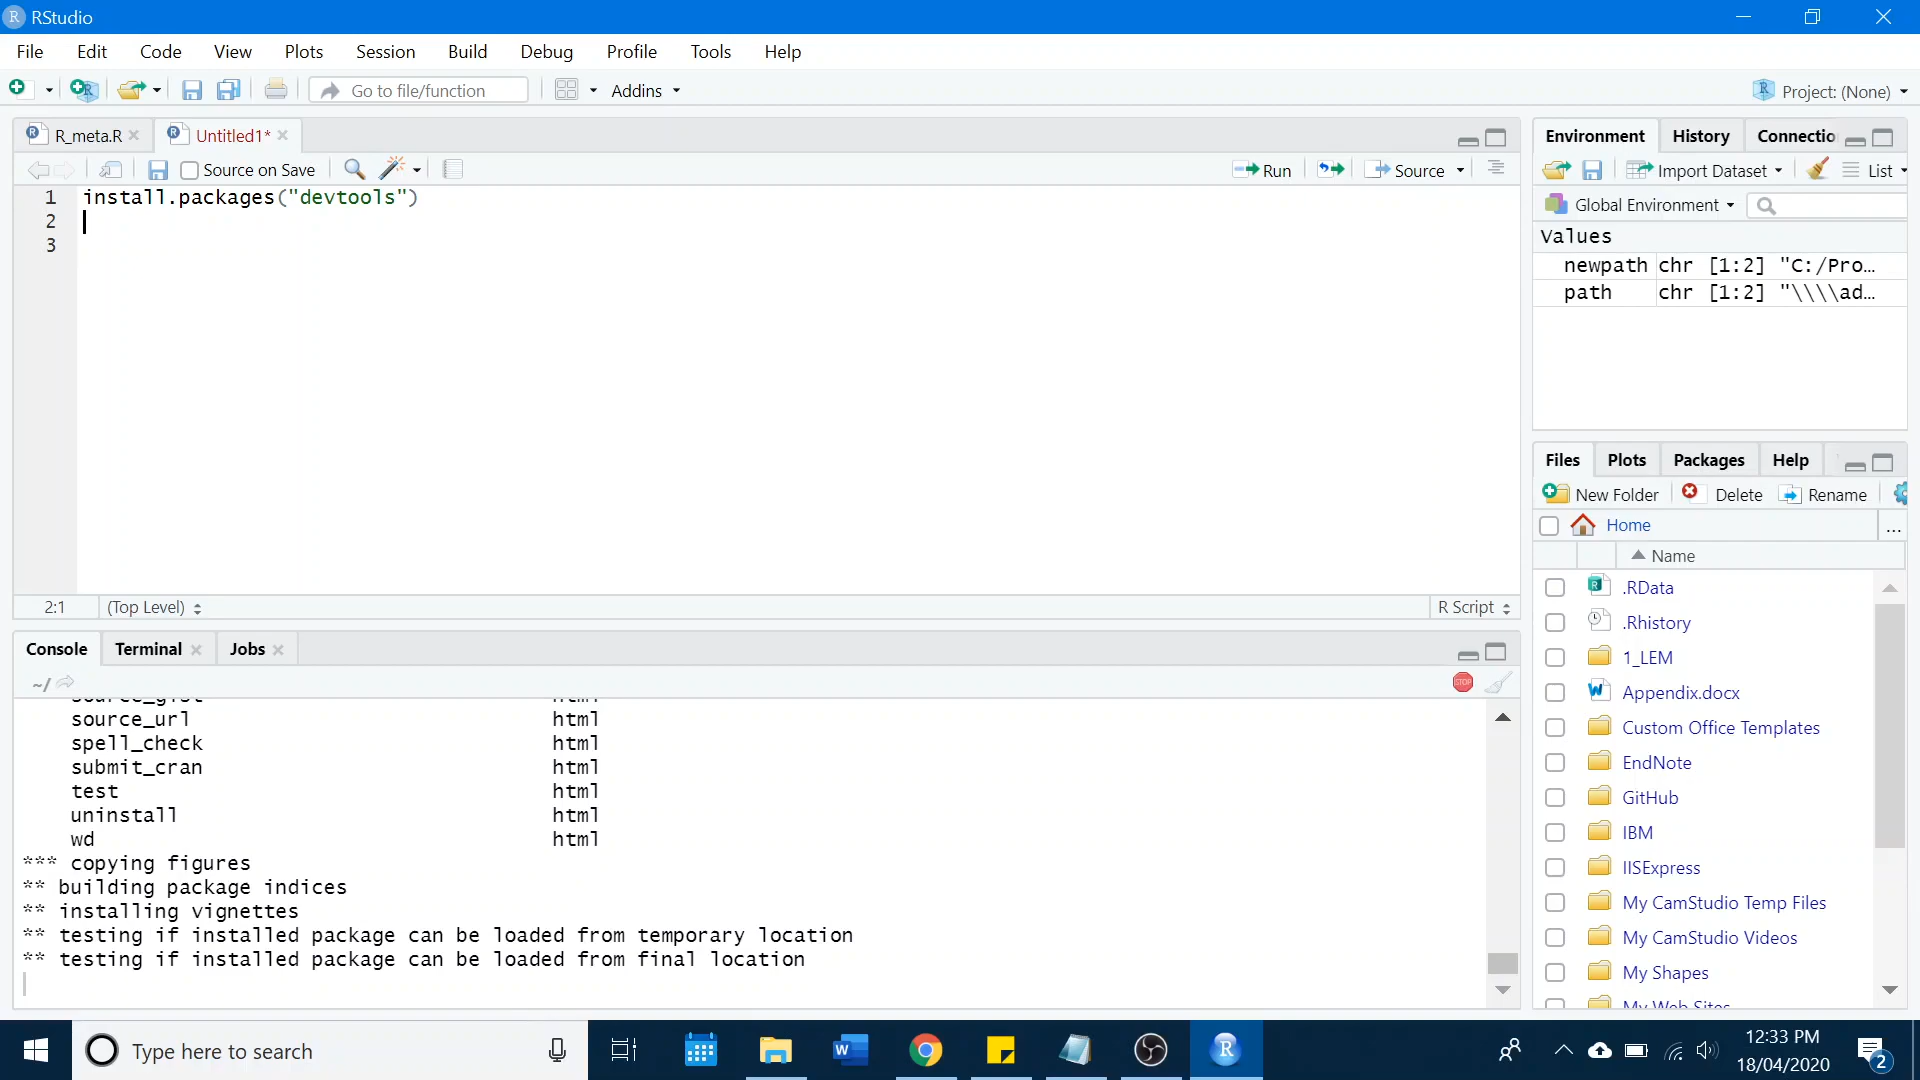 RStudio
File Edit Code View Plots Session Build Debug Profile Tools Help
Go to file/function Addins Project: (None)
R_meta.R Untitled1*
Source on Save Run Source
1 install.packages("devtools")
2
3
2:1 (Top Level) R Script
Console Terminal Jobs
~/
source_url html
spell_check html
submit_cran html
test html
uninstall html
wd html
*** copying figures
** building package indices
** installing vignettes
** testing if installed package can be loaded from temporary location
** testing if installed package can be loaded from final location
Environment History Connectio
Import Dataset List
Global Environment
Values
newpath chr [1:2] "C:/Pro…
path chr [1:2] "\\\\ad…
Files Plots Packages Help
New Folder Delete Rename
Home ...
Name
.RData
.Rhistory
1_LEM
Appendix.docx
Custom Office Templates
EndNote
GitHub
IBM
IISExpress
My CamStudio Temp Files
My CamStudio Videos
My Shapes
My Web Sites
Type here to search
12:33 PM
18/04/2020
2